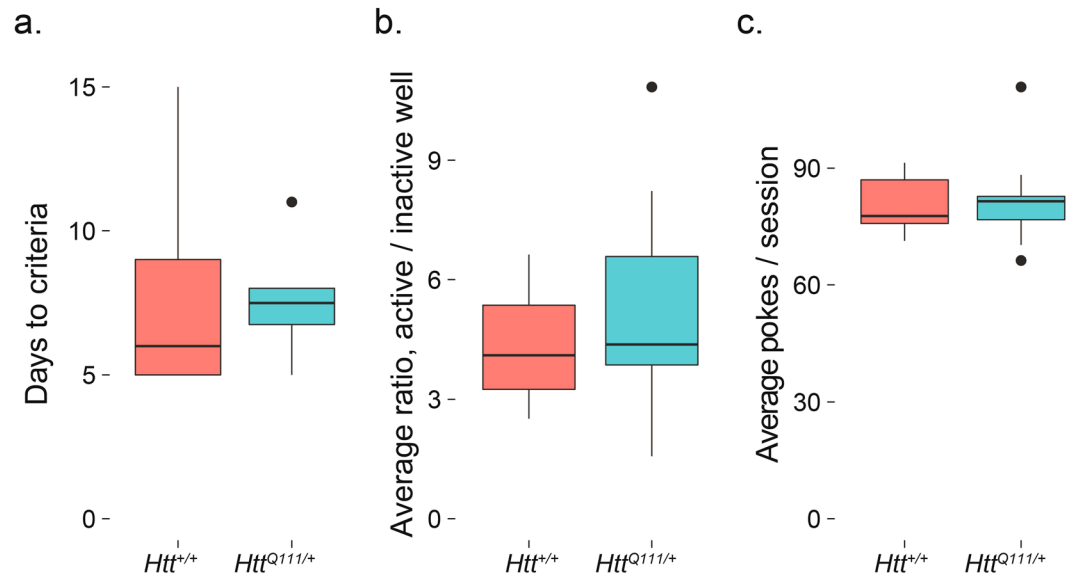 a.
Days to criteria
15
10
5
0
Htt+/+
HttQ111/+
b.
Average ratio, active / inactive well
9
6
3
0
Htt+/+
HttQ111/+
c.
Average pokes / session
90
60
30
0
Htt+/+
HttQ111/+